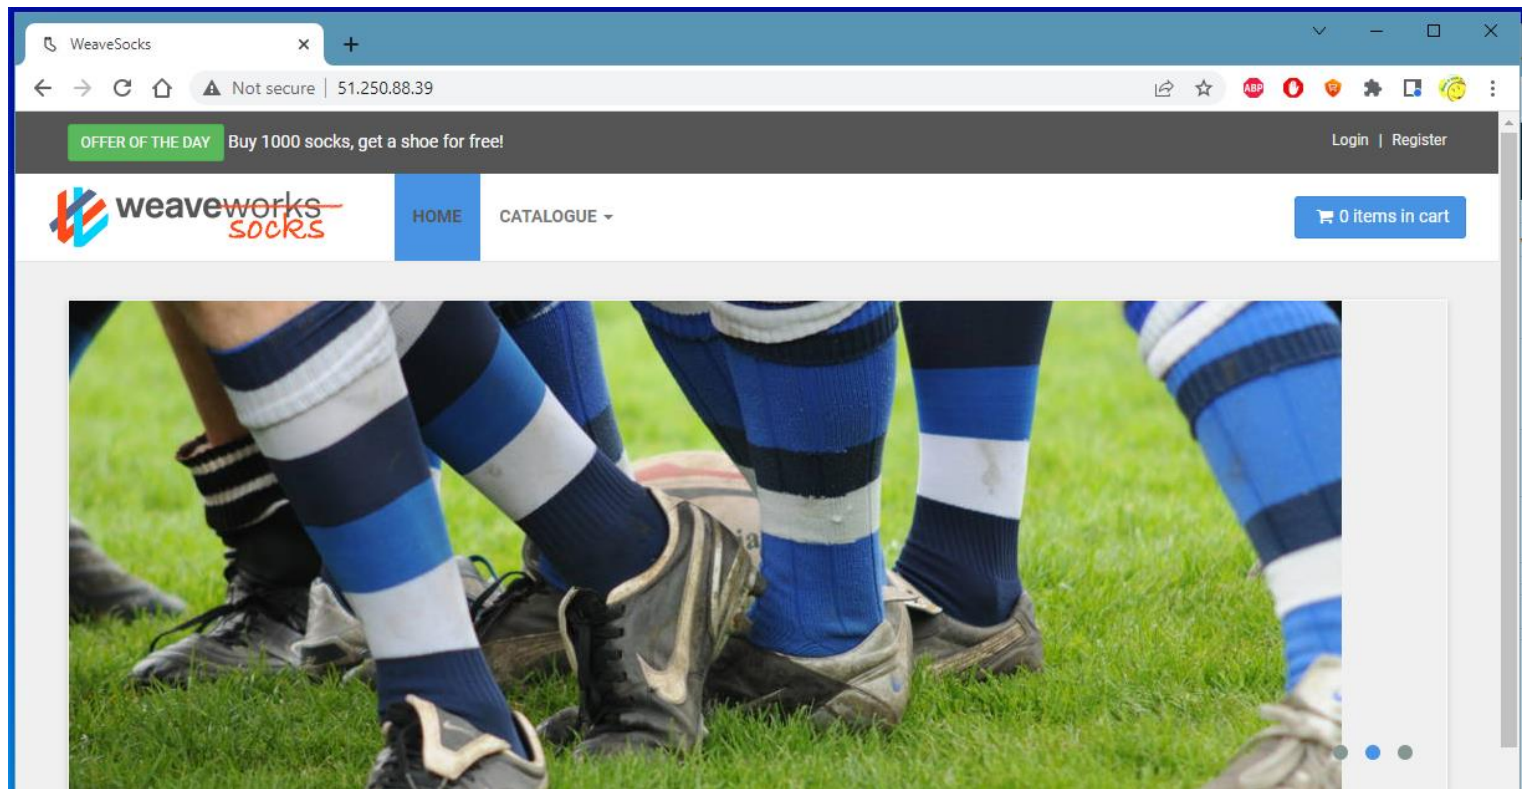 WeaveSocks
Not secure | 51.250.88.39
ABP
OFFER OF THE DAY Buy 1000 socks, get a shoe for free!
Login | Register
weaveworks
socks
HOME
CATALOGUE
0 items in cart